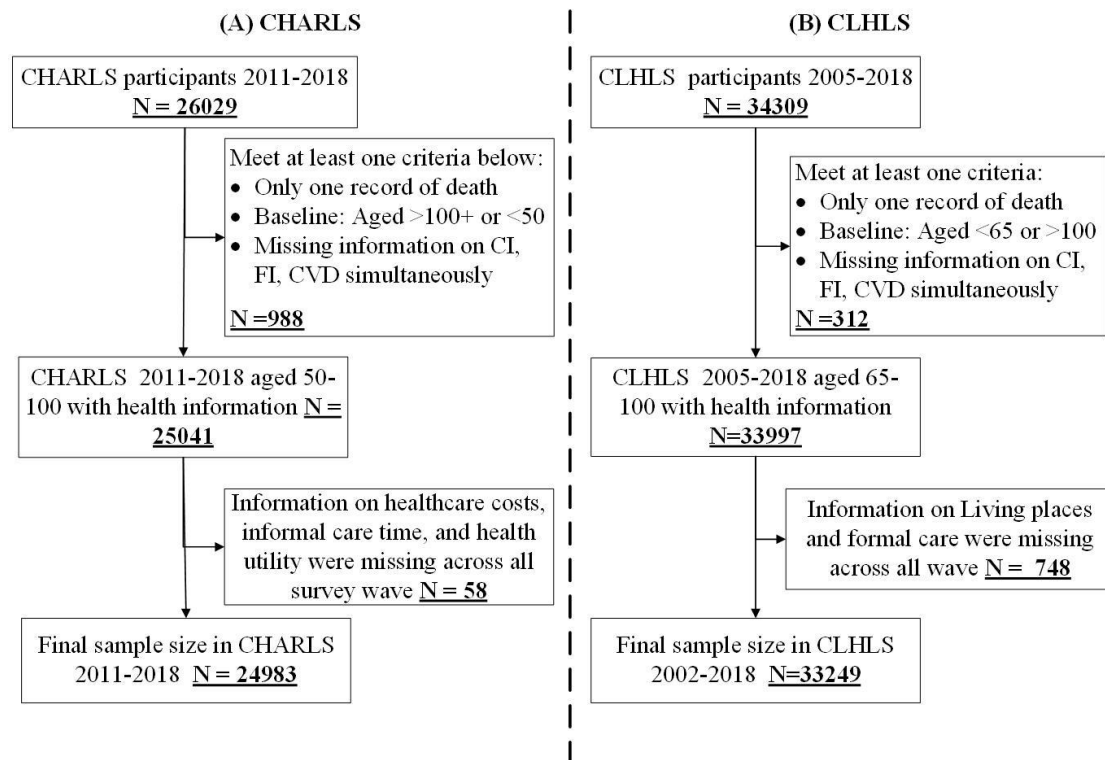 (A) CHARLS
CHARLS participants 2011-2018
N = 26029
Meet at least one criteria below:
● Only one record of death
● Baseline: Aged >100+ or <50
● Missing information on CI,
FI, CVD simultaneously
N =988
CHARLS 2011-2018 aged 50-
100 with health information N =
25041
Information on healthcare costs,
informal care time, and health
utility were missing across all
survey wave N = 58
Final sample size in CHARLS
2011-2018 N = 24983
(B) CLHLS
CLHLS participants 2005-2018
N = 34309
Meet at least one criteria:
● Only one record of death
● Baseline: Aged <65 or >100
● Missing information on CI,
FI, CVD simultaneously
N =312
CLHLS 2005-2018 aged 65-
100 with health information
N=33997
Information on Living places
and formal care were missing
across all wave N = 748
Final sample size in CLHLS
2002-2018 N=33249